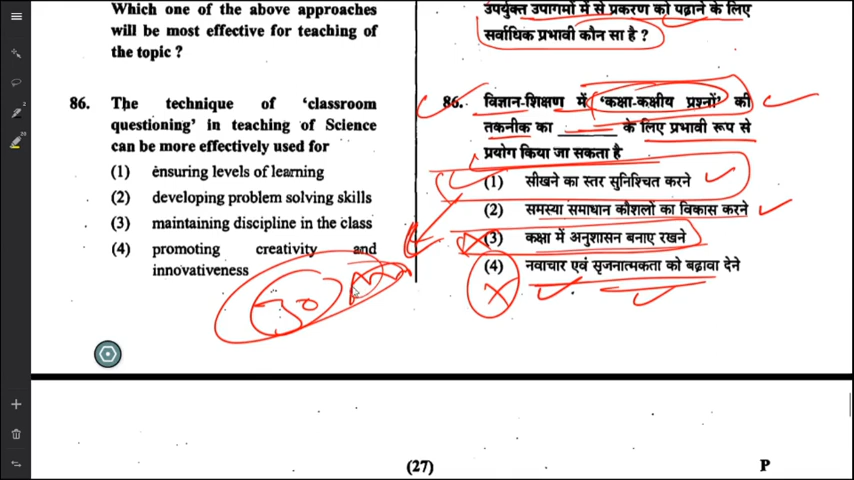 Which one of the above approaches
will be most effective for teaching of
the topic ?
86. The technique of ‘classroom
questioning’ in teaching of Science
can be more effectively used for
(1) ensuring levels of learning
(2) developing problem solving skills
(3) maintaining discipline in the class
(4) promoting creativity and
innovativeness
उपर्युक्त उपागमों में से प्रकरण को पढ़ाने के लिए
सर्वाधिक प्रभावी कौन सा है ?
86. विज्ञान-शिक्षण में ‘कक्षा-कक्षीय प्रश्नों’ की
तकनीक का ______ के लिए प्रभावी रूप से
प्रयोग किया जा सकता है
(1) सीखने का स्तर सुनिश्चित करने
(2) समस्या समाधान कौशलों का विकास करने
(3) कक्षा में अनुशासन बनाए रखने
(4) नवाचार एवं सृजनात्मकता को बढ़ावा देने
30
(27)
P